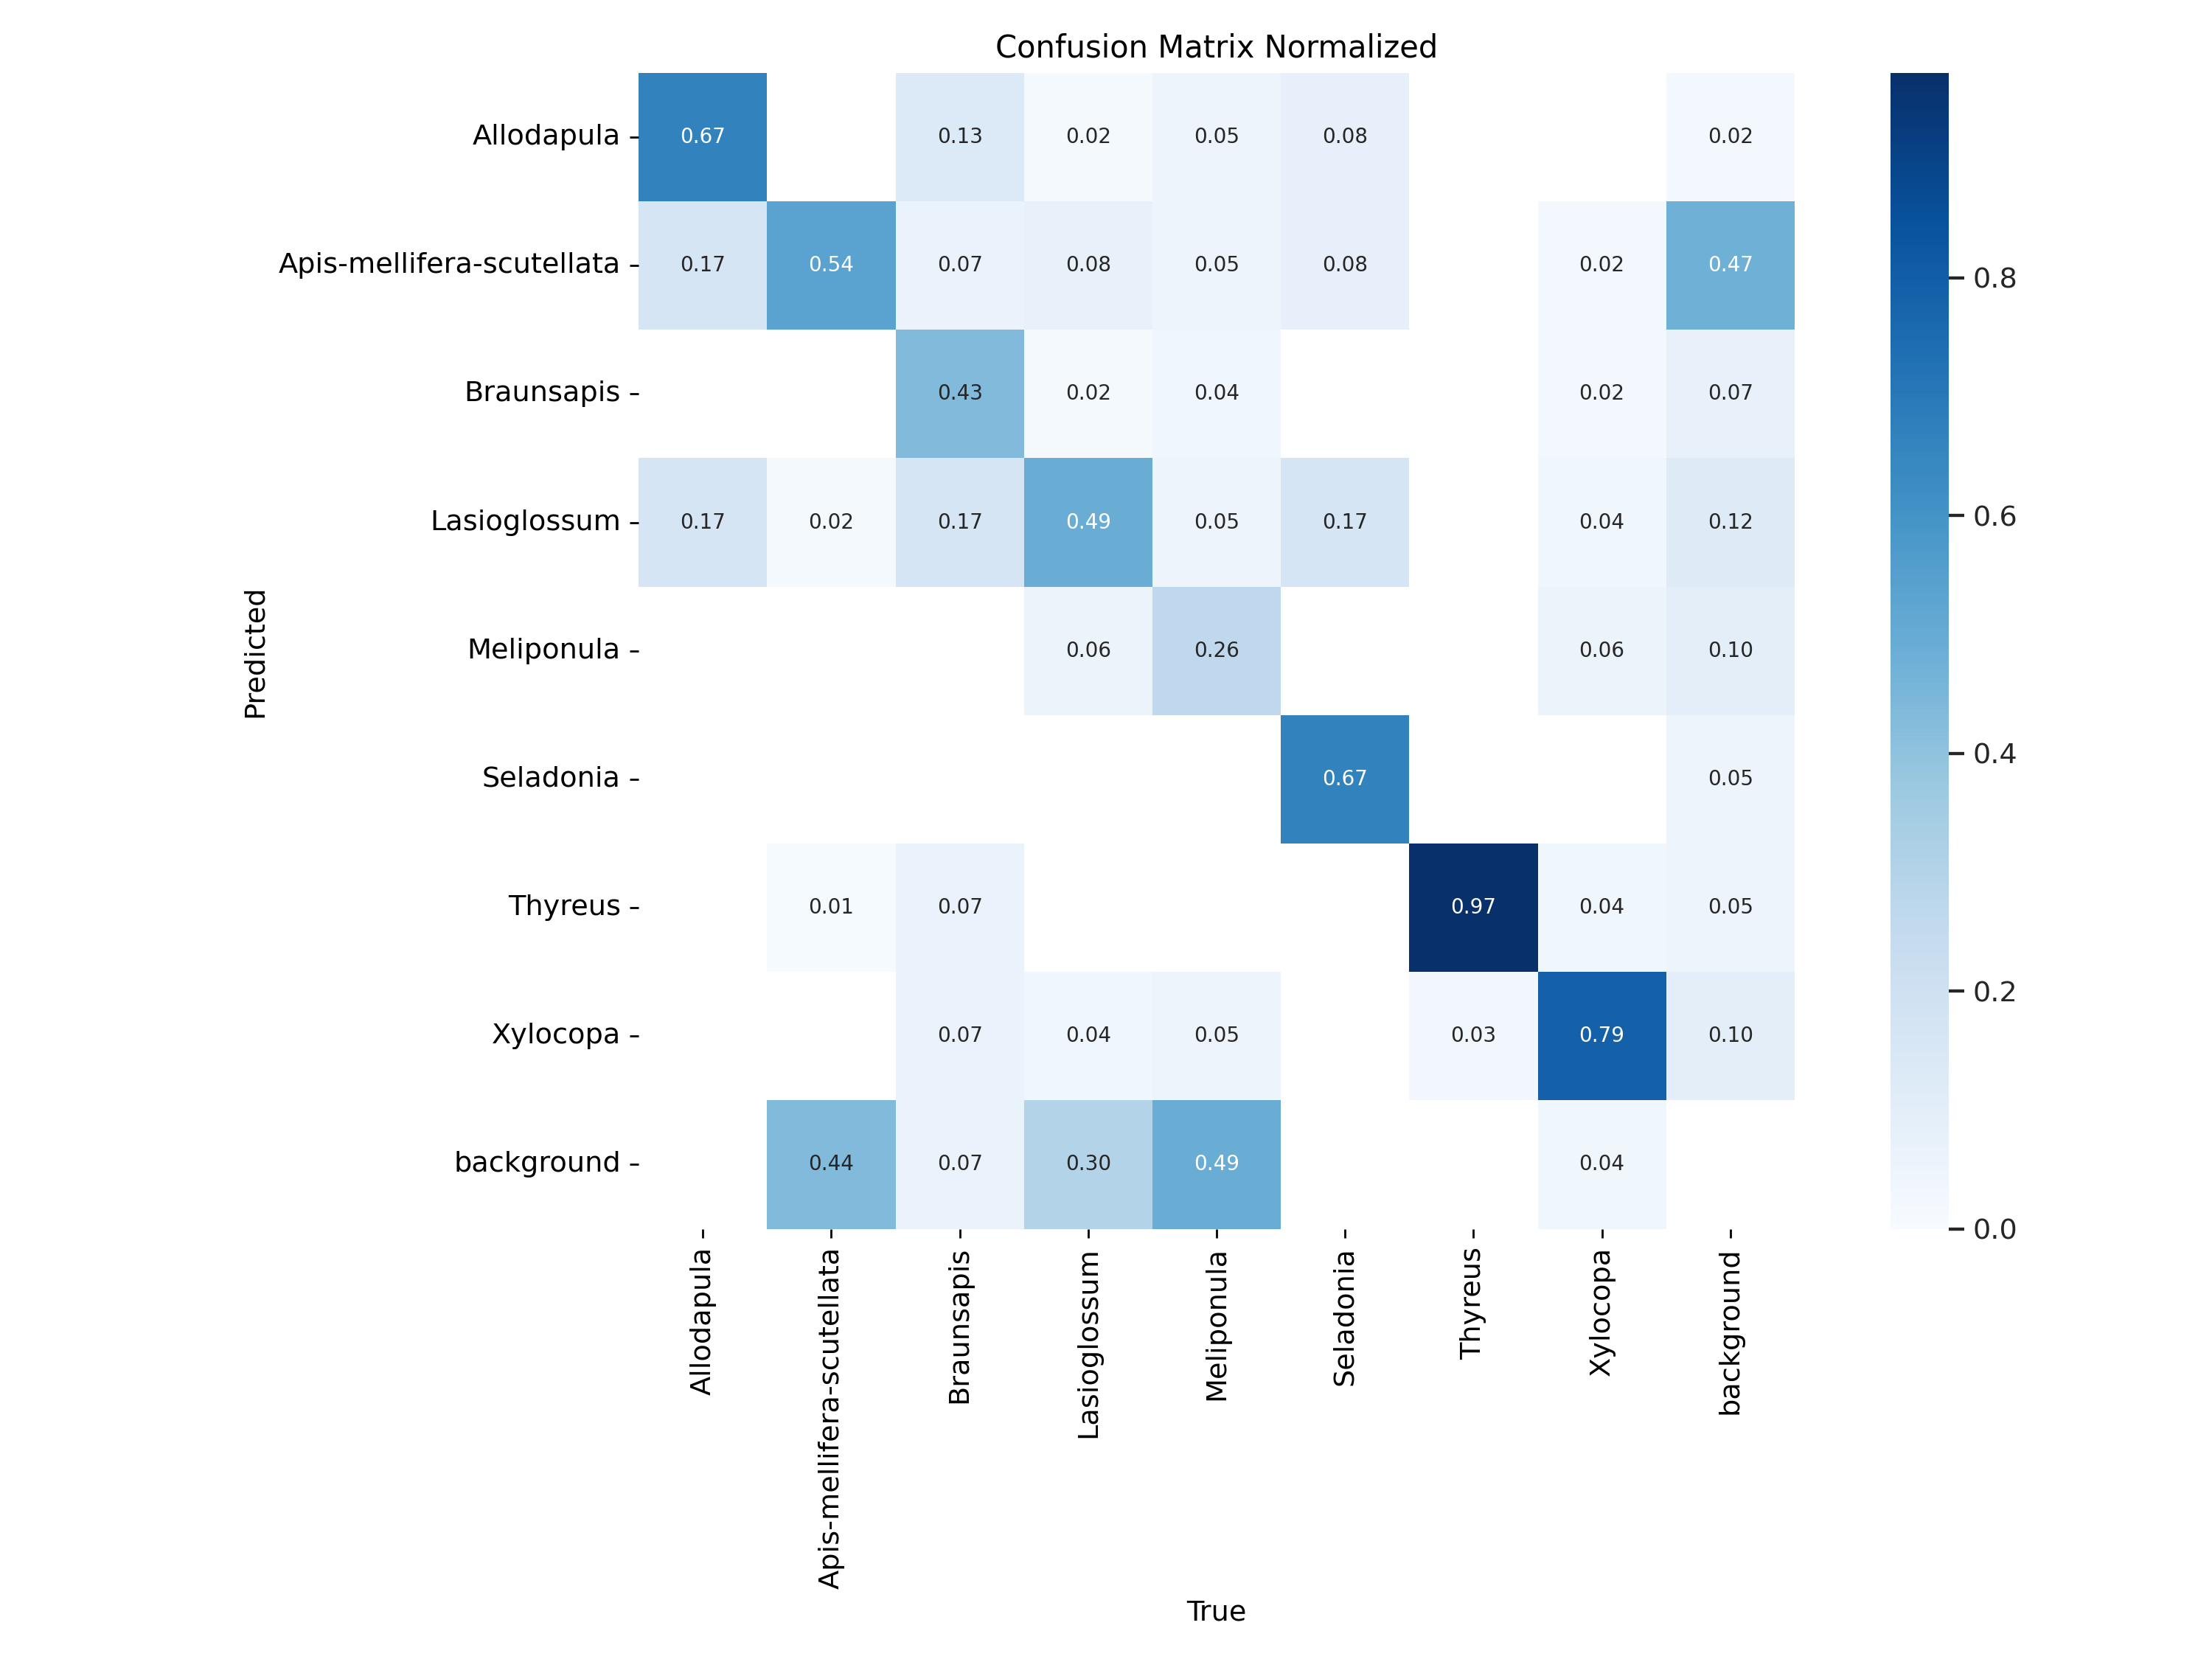 Confusion Matrix Normalized
Allodapula 0.67 0.13 0.02 0.05 0.08 0.02
Apis-mellifera-scutellata 0.17 0.54 0.07 0.08 0.05 0.08 0.02 0.47
Braunsapis 0.43 0.02 0.04 0.02 0.07
Lasioglossum 0.17 0.02 0.17 0.49 0.05 0.17 0.04 0.12
Meliponula 0.06 0.26 0.06 0.10
Seladonia 0.67 0.05
Thyreus 0.01 0.07 0.97 0.04 0.05
Xylocopa 0.07 0.04 0.05 0.03 0.79 0.10
background 0.44 0.07 0.30 0.49 0.04
Predicted
Allodapula
Apis-mellifera-scutellata
Braunsapis
Lasioglossum
Meliponula
Seladonia
Thyreus
Xylocopa
background
True
0.8
0.6
0.4
0.2
0.0